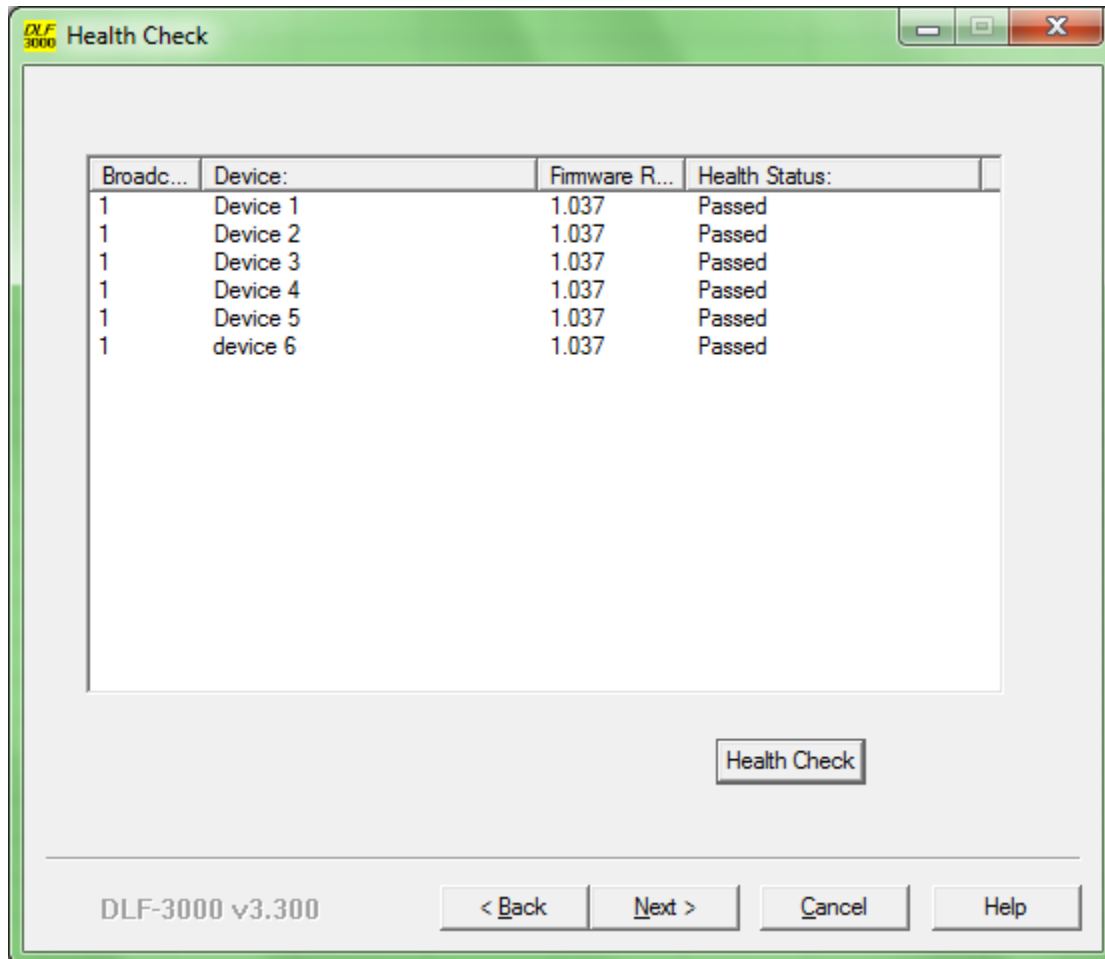 DLF 3000 Health Check
Broadc... Device: Firmware R... Health Status:
1 Device 1 1.037 Passed
1 Device 2 1.037 Passed
1 Device 3 1.037 Passed
1 Device 4 1.037 Passed
1 Device 5 1.037 Passed
1 device 6 1.037 Passed
Health Check
DLF-3000 v3.300 < Back Next > Cancel Help